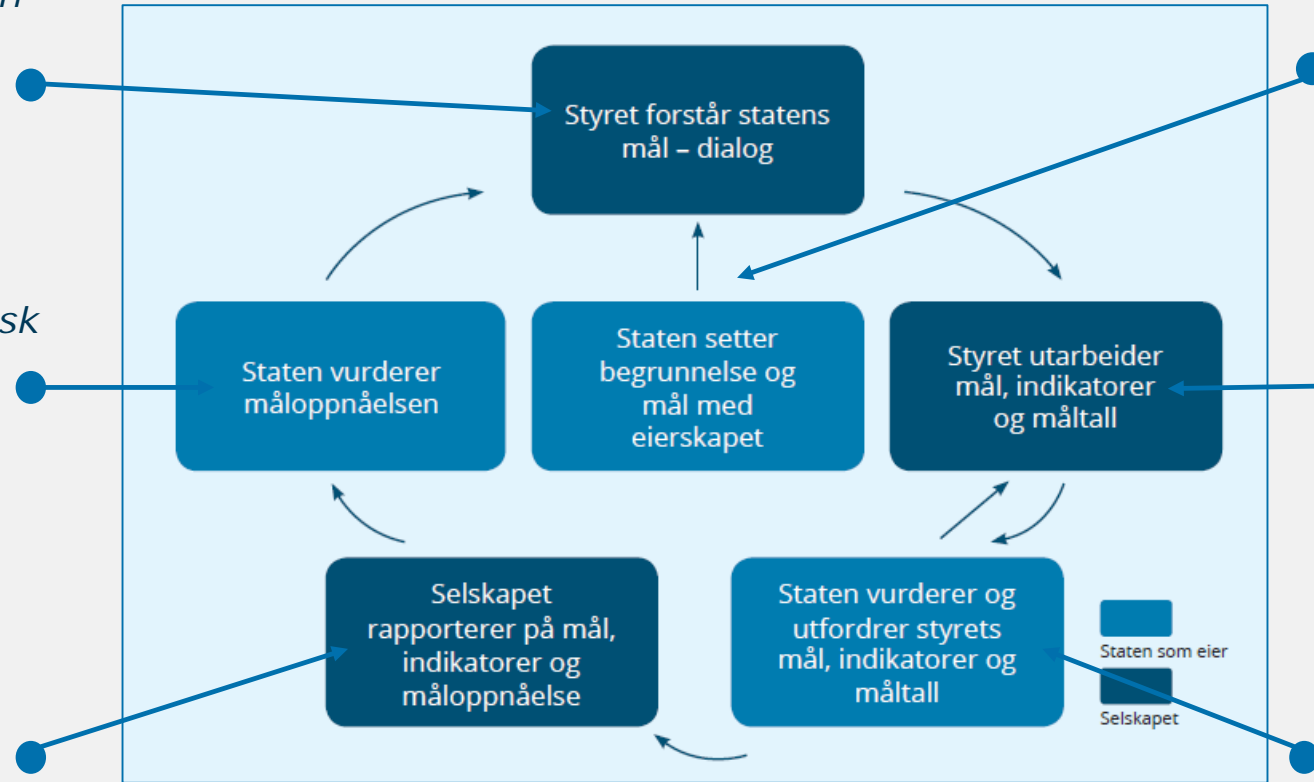 Styret forstår statens
mål – dialog
Staten vurderer
måloppnåelsen
Staten setter
begrunnelse og
mål med
eierskapet
Styret utarbeider
mål, indikatorer
og måltall
Selskapet
rapporterer på mål,
indikatorer og
måloppnåelse
Staten vurderer og
utfordrer styrets
mål, indikatorer og
måltall
Staten som eier
Selskapet